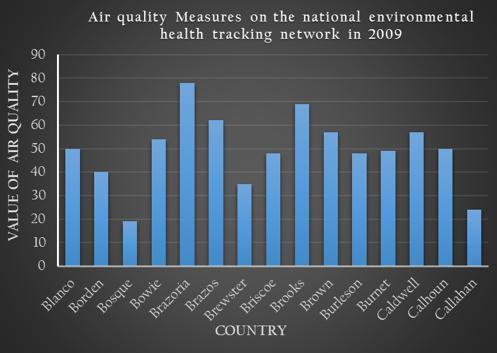 Air quality Measures on the national environmental
health tracking network in 2009
VALUE OF AIR QUALITY
90
80
70
60
50
40
30
20
10
0
Blanco
Borden
Bosque
Bowie
Brazoria
Brazos
Brewster
Briscoe
Brooks
Brown
Burleson
Burnet
Caldwell
Calhoun
Callahan
COUNTRY